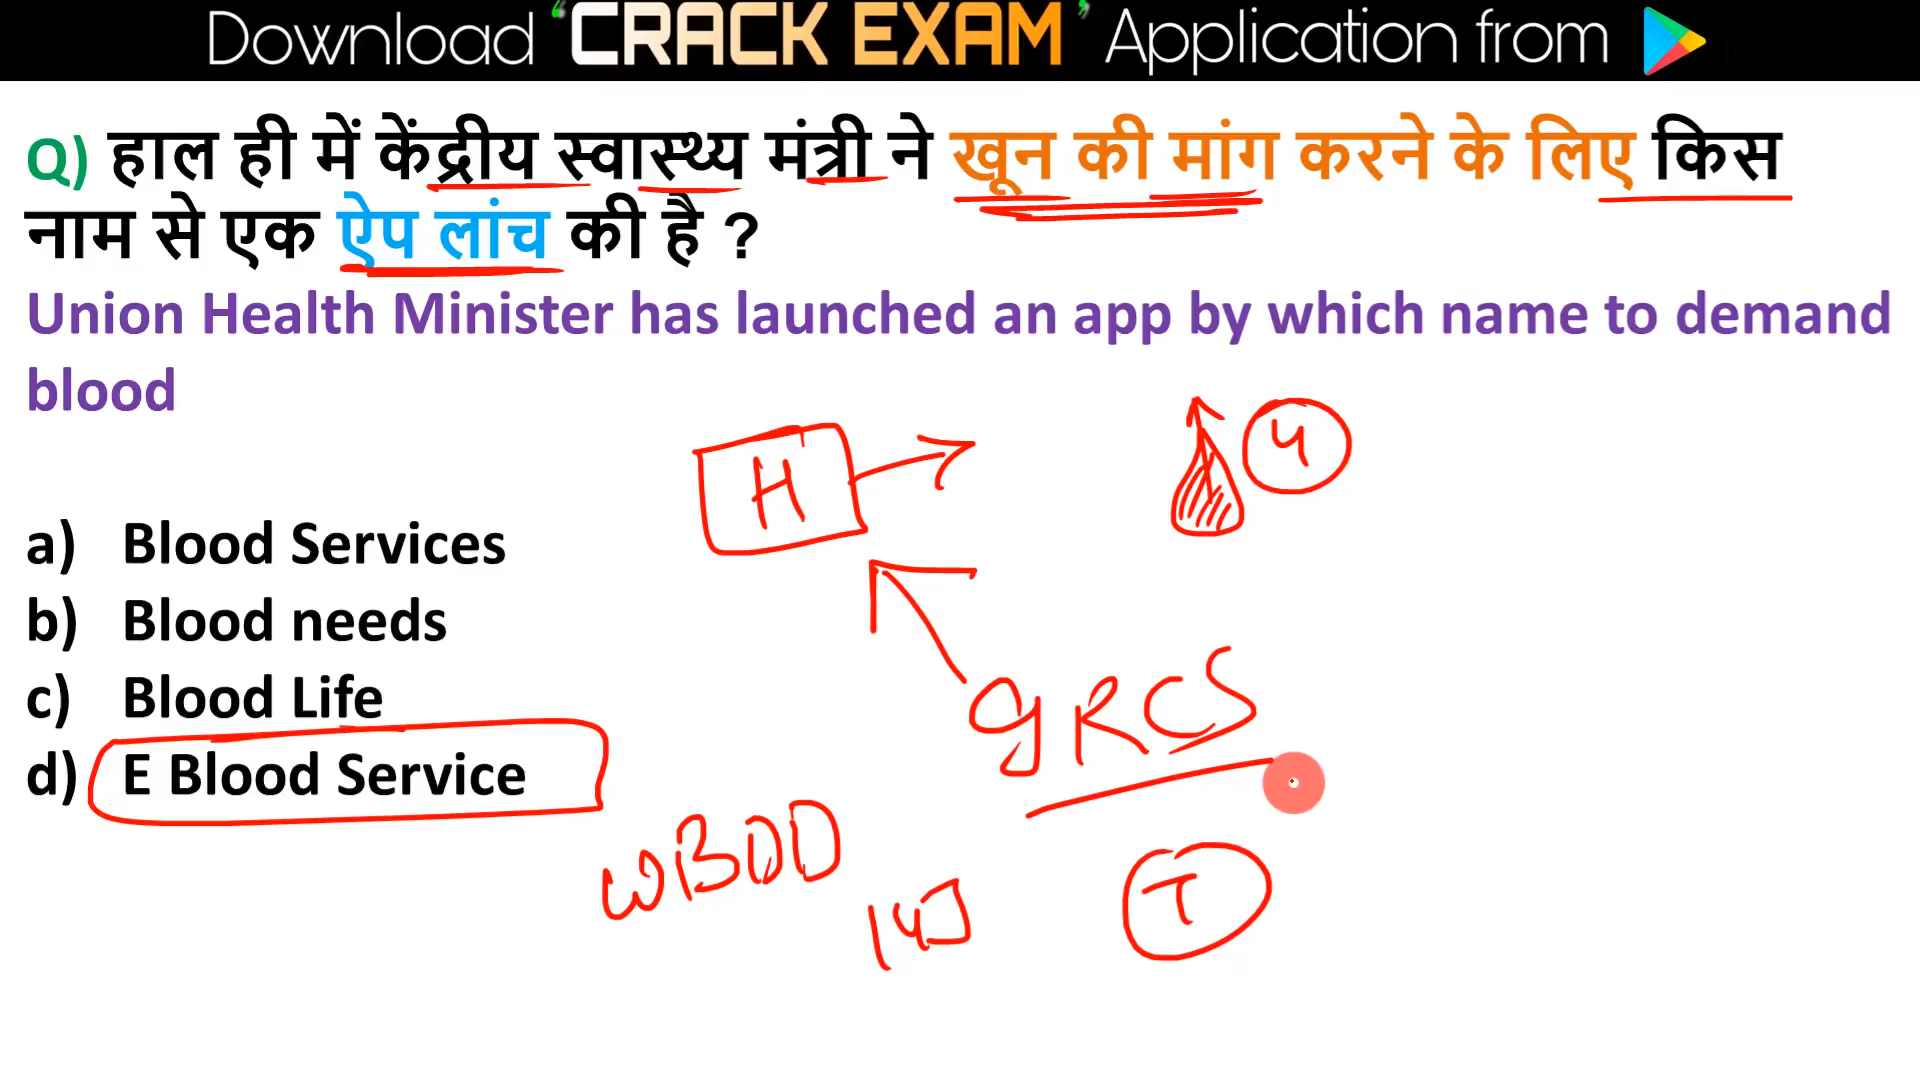 Download ‘CRACK EXAM’ Application from
Q) हाल ही में केंद्रीय स्वास्थ्य मंत्री ने खून की मांग करने के लिए किस
नाम से एक ऐप लांच की है ?
Union Health Minister has launched an app by which name to demand
blood
H
4
a) Blood Services
b) Blood needs
c) Blood Life
d) E Blood Service
RCS
WBDD
14J
T